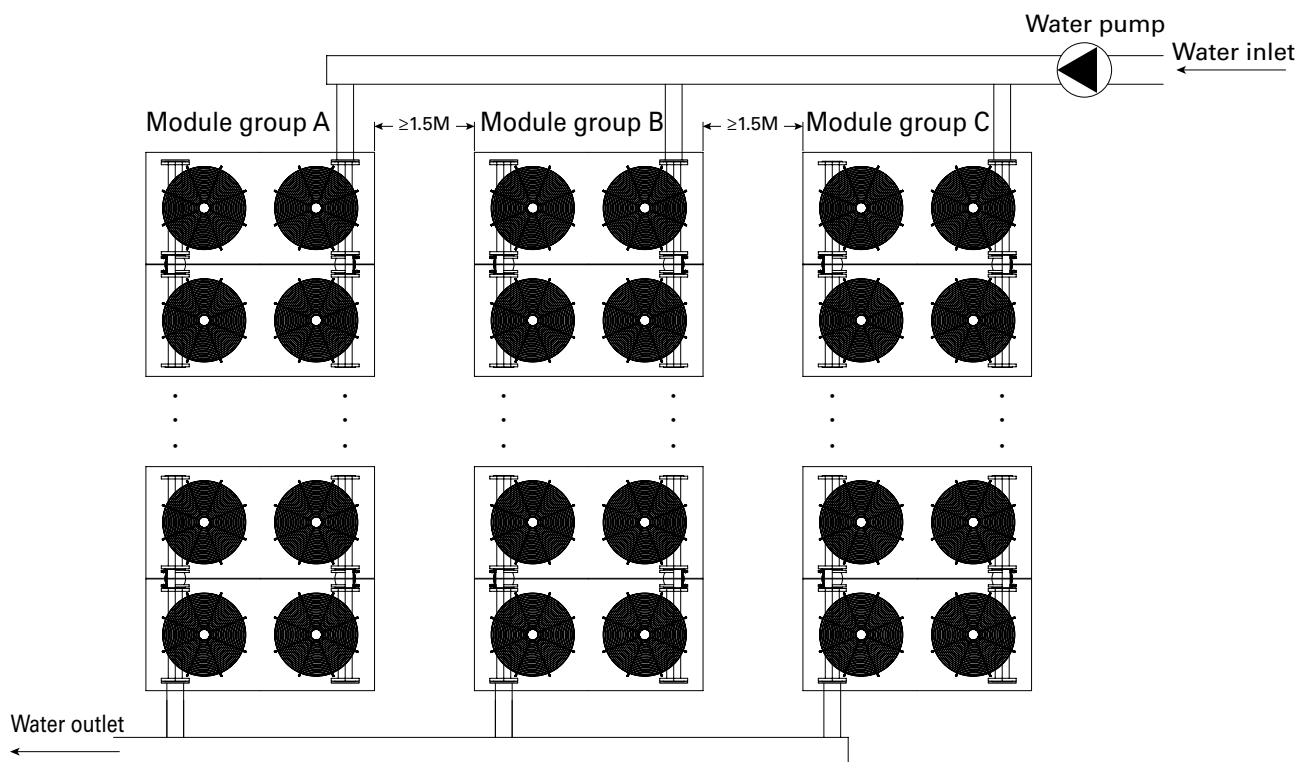 Water pump
Water inlet
Module group A
≥1.5M
Module group B
≥1.5M
Module group C
Water outlet